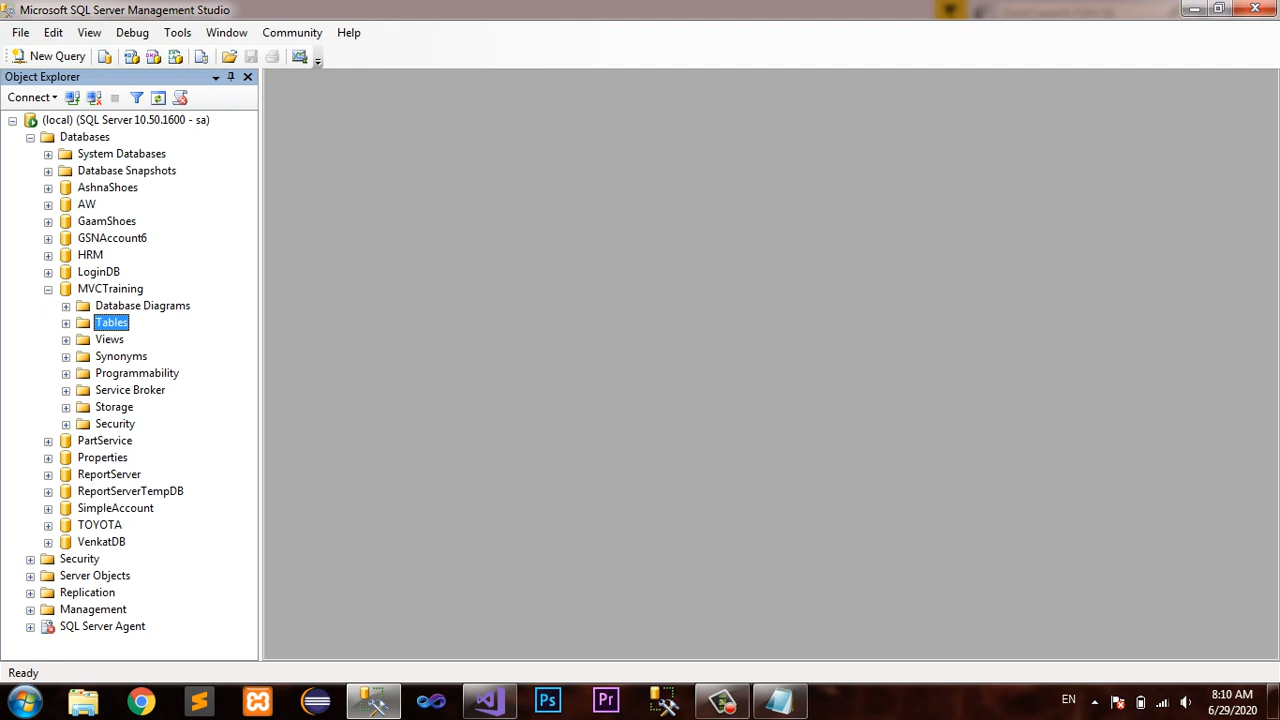 Microsoft SQL Server Management Studio
File Edit View Debug Tools Window Community Help
New Query
Object Explorer
Connect
(local) (SQL Server 10.50.1600 - sa)
Databases
System Databases
Database Snapshots
AshnaShoes
AW
GaamShoes
GSNAccount6
HRM
LoginDB
MVCTraining
Database Diagrams
Tables
Views
Synonyms
Programmability
Service Broker
Storage
Security
PartService
Properties
ReportServer
ReportServerTempDB
SimpleAccount
TOYOTA
VenkatDB
Security
Server Objects
Replication
Management
SQL Server Agent
Ready
Ps Pr EN 8:10 AM
6/29/2020